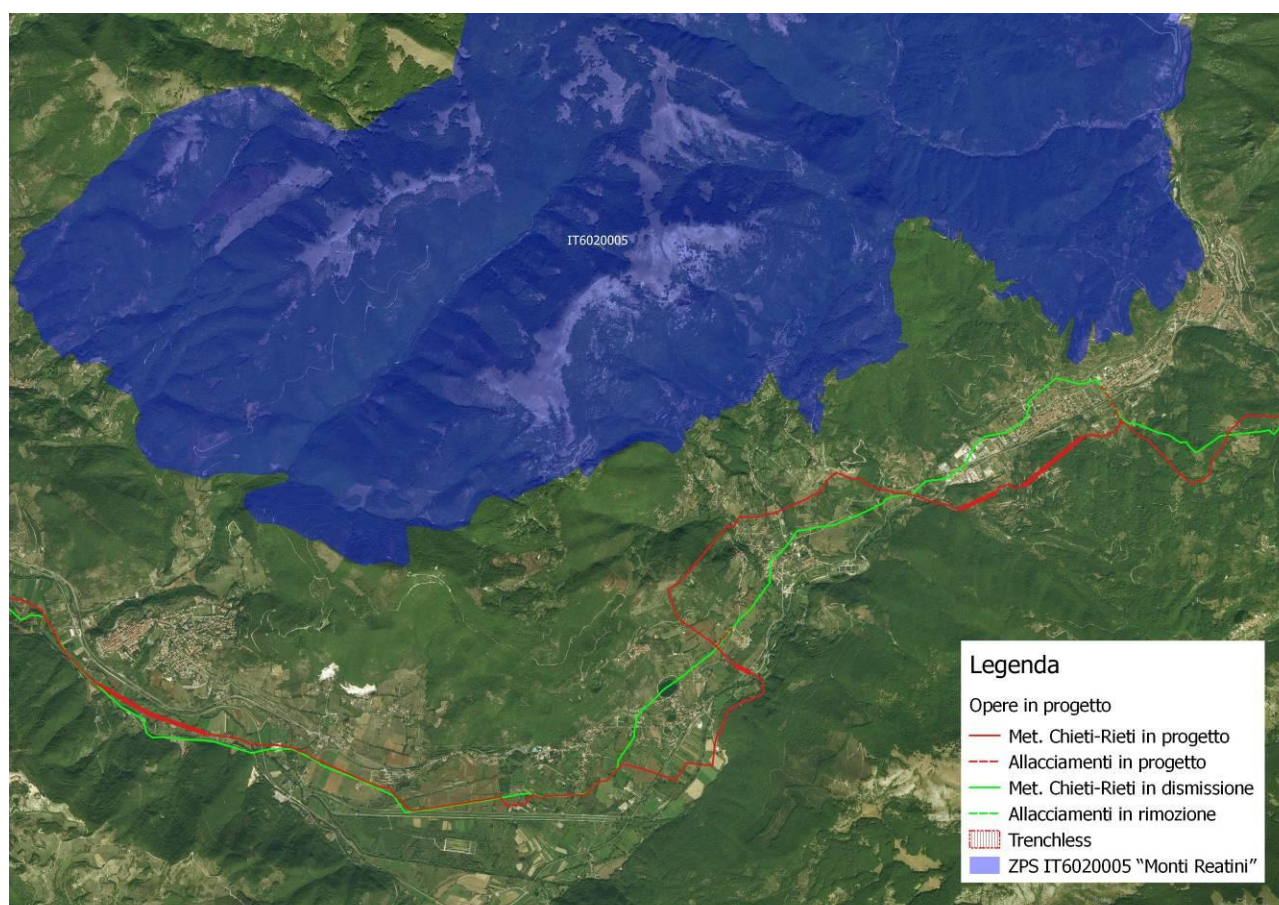 IT6020005
Legenda
Opere in progetto
Met. Chieti-Rieti in progetto
Allacciamenti in progetto
Met. Chieti-Rieti in dismissione
Allacciamenti in rimozione
Trenchless
ZPS IT6020005 “Monti Reatini”